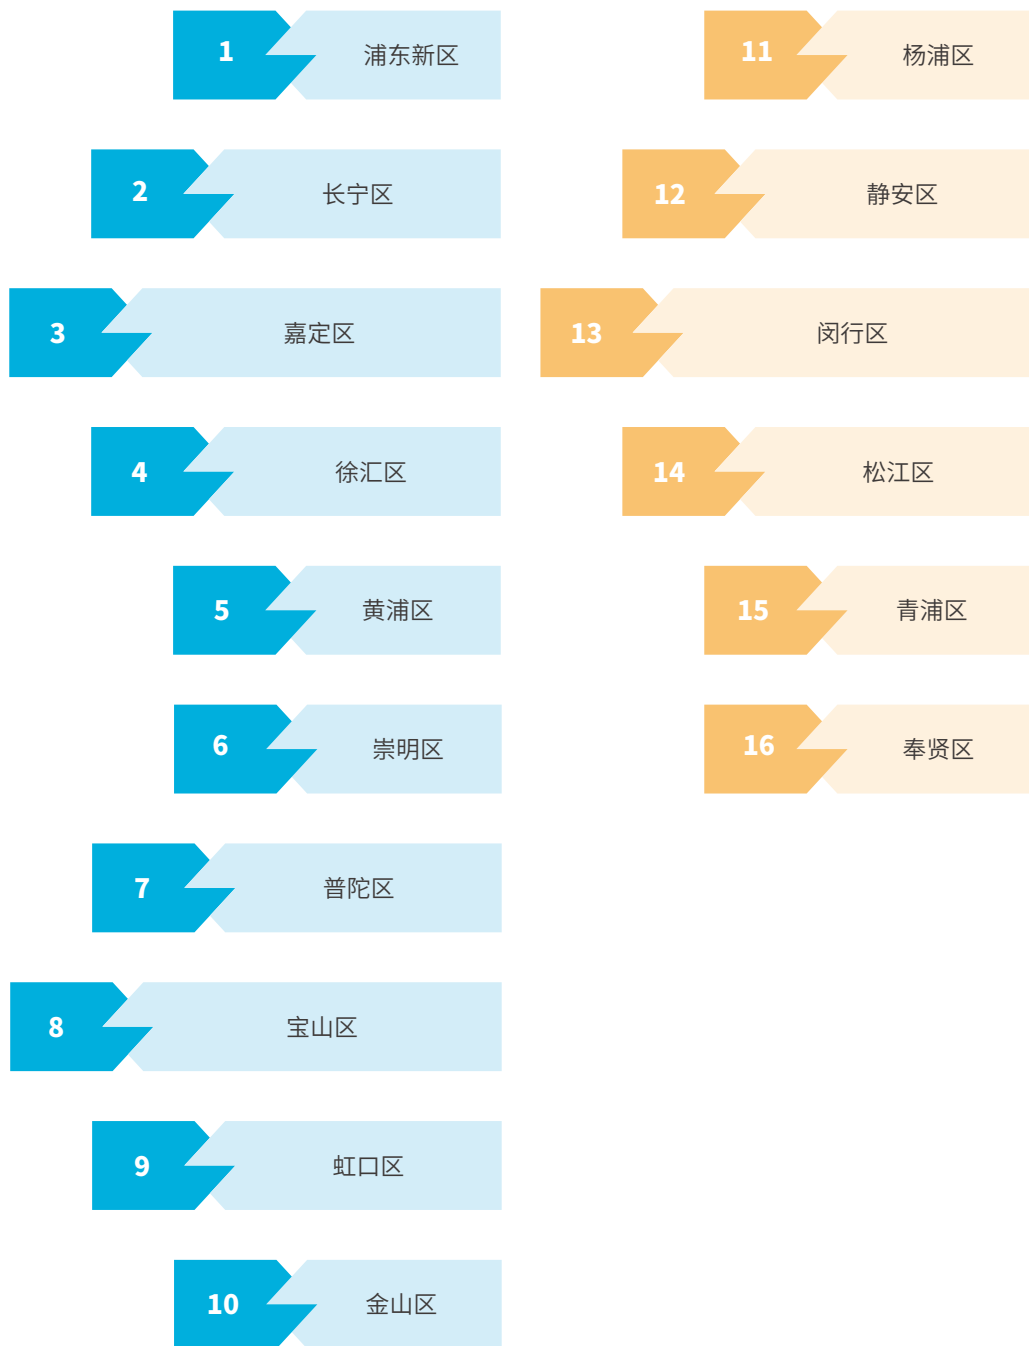 1 浦东新区
2 长宁区
3 嘉定区
4 徐汇区
5 黄浦区
6 崇明区
7 普陀区
8 宝山区
9 虹口区
10 金山区
11 杨浦区
12 静安区
13 闵行区
14 松江区
15 青浦区
16 奉贤区